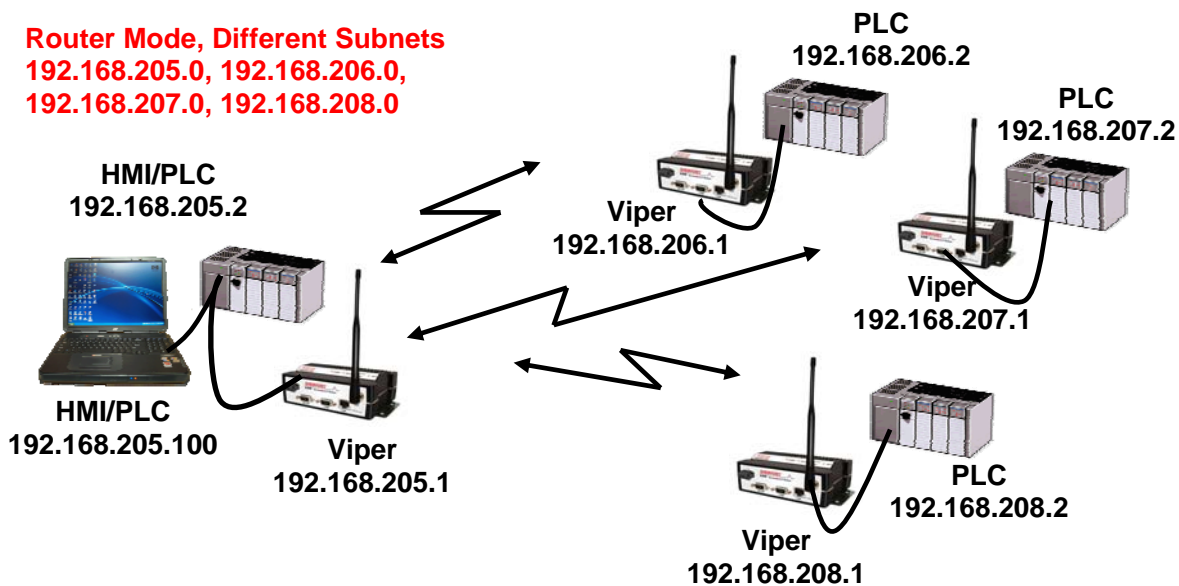 Router Mode, Different Subnets
192.168.205.0, 192.168.206.0,
192.168.207.0, 192.168.208.0
PLC
192.168.206.2
PLC
192.168.207.2
HMI/PLC
192.168.205.2
Viper
192.168.206.1
Viper
192.168.207.1
HMI/PLC
192.168.205.100
Viper
192.168.205.1
PLC
192.168.208.2
Viper
192.168.208.1